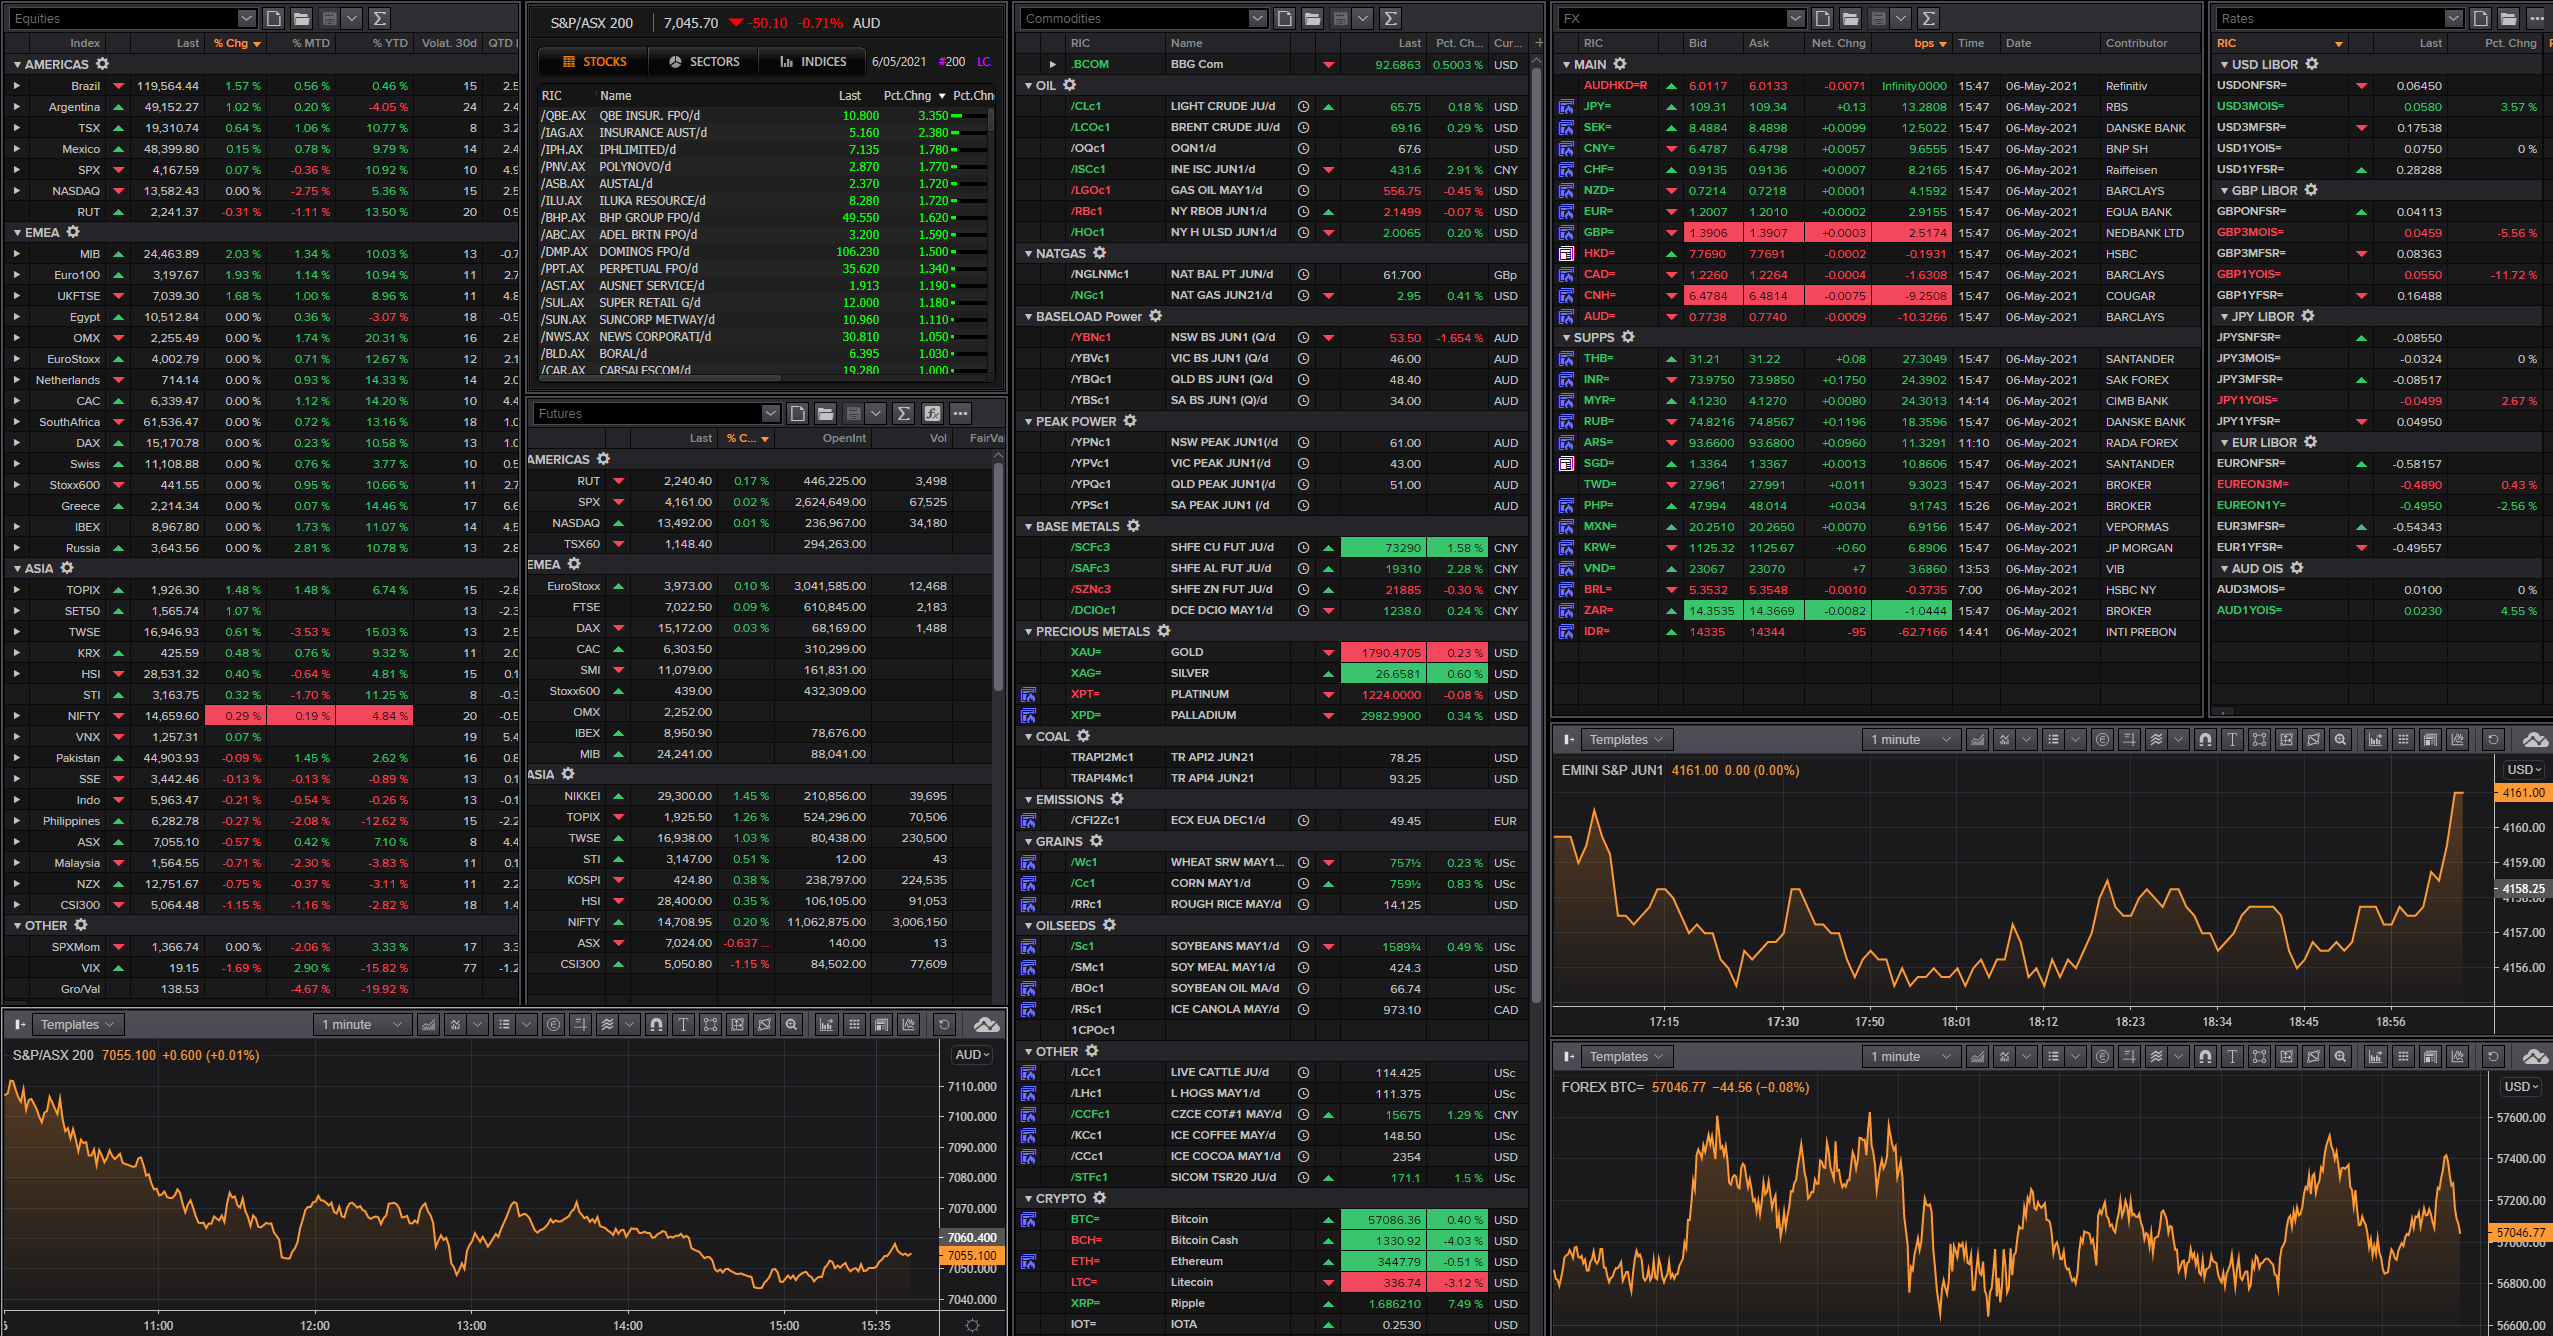 Equities
Index Last % Chg % MTD % YTD Volat. 30d QTD
AMERICAS
Brazil 119,564.44 1.57 % 0.56 % 0.46 % 15 2.5
Argentina 49,152.27 1.02 % 0.20 % -4.05 % 24 2.4
TSX 19,310.74 0.64 % 1.06 % 10.77 % 8 3.2
Mexico 48,399.80 0.15 % 0.78 % 9.79 % 14 2.4
SPX 4,167.59 0.07 % -0.36 % 10.92 % 10 4.9
NASDAQ 13,582.43 0.00 % -2.75 % 5.36 % 15 2.5
RUT 2,241.37 -0.31 % -1.11 % 13.50 % 20 0.9
EMEA
MIB 24,463.89 2.03 % 1.34 % 10.03 % 13 -0.7
Euro100 3,197.67 1.93 % 1.14 % 10.94 % 11 2.7
UKFTSE 7,039.30 1.68 % 1.00 % 8.96 % 11 4.8
Egypt 10,512.84 0.00 % 0.36 % -3.07 % 18 -0.5
OMX 2,255.49 0.00 % 1.74 % 20.31 % 16 2.8
EuroStoxx 4,002.79 0.00 % 0.71 % 12.67 % 12 2.1
Netherlands 714.14 0.00 % 0.93 % 14.33 % 14 2.0
CAC 6,339.47 0.00 % 1.12 % 14.20 % 10 4.4
SouthAfrica 61,536.47 0.00 % 0.72 % 13.16 % 18 1.0
DAX 15,170.78 0.00 % 0.23 % 10.58 % 13 1.0
Swiss 11,108.88 0.00 % 0.76 % 3.77 % 10 0.5
Stoxx600 441.55 0.00 % 0.95 % 10.66 % 11 2.7
Greece 2,214.34 0.00 % 0.07 % 14.46 % 17 6.6
IBEX 8,967.80 0.00 % 1.73 % 11.07 % 14 4.5
Russia 3,643.56 0.00 % 2.81 % 10.78 % 13 2.8
ASIA
TOPIX 1,926.30 1.48 % 1.48 % 6.74 % 15 -2.8
SET50 1,565.74 1.07 % 13 -2.3
TWSE 16,946.93 0.61 % -3.53 % 15.03 % 13 2.5
KRX 425.59 0.48 % 0.76 % 9.32 % 11 2.0
HSI 28,531.32 0.40 % -0.64 % 4.81 % 15 0.1
STI 3,163.75 0.32 % -1.70 % 11.25 % 8 -0.3
NIFTY 14,659.60 0.29 % 0.19 % 4.84 % 20 -0.5
VNX 1,257.31 0.07 % 19 5.4
Pakistan 44,903.93 -0.09 % 1.45 % 2.62 % 16 0.8
SSE 3,442.46 -0.13 % -0.13 % -0.89 % 13 0.1
Indo 5,963.47 -0.21 % -0.54 % -0.26 % 13 -0.1
Philippines 6,282.78 -0.27 % -2.08 % -12.62 % 15 -2.2
ASX 7,055.10 -0.57 % 0.42 % 7.10 % 8 4.4
Malaysia 1,564.55 -0.71 % -2.30 % -3.83 % 11 0.1
NZX 12,751.67 -0.75 % -0.37 % -3.11 % 11 2.2
CSI300 5,064.48 -1.15 % -1.16 % -2.82 % 18 1.4
OTHER
SPXMom 1,366.74 0.00 % -2.06 % 3.33 % 17 3.3
VIX 19.15 -1.69 % 2.90 % -15.82 % 77 -1.2
Gro/Val 138.53 -4.67 % -19.92 %
Templates 1 minute
S&P/ASX 200 7055.100 +0.600 (+0.01%) AUD
7110.000
7100.000
7090.000
7080.000
7070.000
7060.400
7055.100
7050.000
7040.000
11:00 12:00 13:00 14:00 15:00 15:35
S&P/ASX 200 7,045.70 -50.10 -0.71% AUD
STOCKS SECTORS INDICES 6/05/2021 #200 LC
RIC Name Last Pct.Chng Pct.Chn
/QBE.AX QBE INSUR. FPO/d 10.800 3.350
/IAG.AX INSURANCE AUST/d 5.160 2.380
/IPH.AX IPHLIMITED/d 7.135 1.780
/PNV.AX POLYNOVO/d 2.870 1.770
/ASB.AX AUSTAL/d 2.370 1.720
/ILU.AX ILUKA RESOURCE/d 8.280 1.720
/BHP.AX BHP GROUP FPO/d 49.550 1.620
/ABC.AX ADEL BRTN FPO/d 3.200 1.590
/DMP.AX DOMINOS FPO/d 106.230 1.500
/PPT.AX PERPETUAL FPO/d 35.620 1.340
/AST.AX AUSNET SERVICE/d 1.913 1.190
/SUL.AX SUPER RETAIL G/d 12.000 1.180
/SUN.AX SUNCORP METWAY/d 10.960 1.110
/NWS.AX NEWS CORPORATI/d 30.810 1.050
/BLD.AX BORAL/d 6.395 1.030
/CAR.AX CARSALESCOM/d 19.280 1.000
Futures
Last % C... OpenInt Vol FairVa
AMERICAS
RUT 2,240.40 0.17 % 446,225.00 3,498
SPX 4,161.00 0.02 % 2,624,649.00 67,525
NASDAQ 13,492.00 0.01 % 236,967.00 34,180
TSX60 1,148.40 294,263.00
EMEA
EuroStoxx 3,973.00 0.10 % 3,041,585.00 12,468
FTSE 7,022.50 0.09 % 610,845.00 2,183
DAX 15,172.00 0.03 % 68,169.00 1,488
CAC 6,303.50 310,299.00
SMI 11,079.00 161,831.00
Stoxx600 439.00 432,309.00
OMX 2,252.00
IBEX 8,950.90 78,676.00
MIB 24,241.00 88,041.00
ASIA
NIKKEI 29,300.00 1.45 % 210,856.00 39,695
TOPIX 1,925.50 1.26 % 524,296.00 70,506
TWSE 16,938.00 1.03 % 80,438.00 230,500
STI 3,147.00 0.51 % 12.00 43
KOSPI 424.80 0.38 % 238,797.00 224,535
HSI 28,400.00 0.35 % 106,105.00 91,053
NIFTY 14,708.95 0.20 % 11,062,875.00 3,006,150
ASX 7,024.00 -0.637 ... 140.00 13
CSI300 5,050.80 -1.15 % 84,502.00 77,609
Commodities
RIC Name Last Pct. Ch... Cur...
.BCOM BBG Com 92.6863 0.5003 % USD
OIL
/CLc1 LIGHT CRUDE JU/d 65.75 0.18 % USD
/LCOc1 BRENT CRUDE JU/d 69.16 0.29 % USD
/OQc1 OQN1/d 67.6 USD
/ISCc1 INE ISC JUN1/d 431.6 2.91 % CNY
/LGOc1 GAS OIL MAY1/d 556.75 -0.45 % USD
/RBc1 NY RBOB JUN1/d 2.1499 -0.07 % USD
/HOc1 NY H ULSD JUN1/d 2.0065 0.20 % USD
NATGAS
/NGLNMc1 NAT BAL PT JUN/d 61.700 GBp
/NGc1 NAT GAS JUN21/d 2.95 0.41 % USD
BASELOAD Power
/YBNc1 NSW BS JUN1 (Q/d 53.50 -1.654 % AUD
/YBVc1 VIC BS JUN1 (Q/d 46.00 AUD
/YBQc1 QLD BS JUN1 (Q/d 48.40 AUD
/YBSc1 SA BS JUN1 (Q)/d 34.00 AUD
PEAK POWER
/YPNc1 NSW PEAK JUN1(/d 61.00 AUD
/YPVc1 VIC PEAK JUN1(/d 43.00 AUD
/YPQc1 QLD PEAK JUN1(/d 51.00 AUD
/YPSc1 SA PEAK JUN1 (/d AUD
BASE METALS
/SCFc3 SHFE CU FUT JU/d 73290 1.58 % CNY
/SAFc3 SHFE AL FUT JU/d 19310 2.28 % CNY
/SZNc3 SHFE ZN FUT JU/d 21885 -0.30 % CNY
/DCIOc1 DCE DCIO MAY1/d 1238.0 0.24 % CNY
PRECIOUS METALS
XAU= GOLD 1790.4705 0.23 % USD
XAG= SILVER 26.6581 0.60 % USD
XPT= PLATINUM 1224.0000 -0.08 % USD
XPD= PALLADIUM 2982.9900 0.34 % USD
COAL
TRAPI2Mc1 TR API2 JUN21 78.25 USD
TRAPI4Mc1 TR API4 JUN21 93.25 USD
EMISSIONS
/CFI2Zc1 ECX EUA DEC1/d 49.45 EUR
GRAINS
/Wc1 WHEAT SRW MAY1... 757½ 0.23 % USc
/Cc1 CORN MAY1/d 759½ 0.83 % USc
/RRc1 ROUGH RICE MAY/d 14.125 USD
OILSEEDS
/Sc1 SOYBEANS MAY1/d 1589¾ 0.49 % USc
/SMc1 SOY MEAL MAY1/d 424.3 USD
/BOc1 SOYBEAN OIL MA/d 66.74 USc
/RSc1 ICE CANOLA MAY/d 973.10 CAD
1CPOc1
OTHER
/LCc1 LIVE CATTLE JU/d 114.425 USc
/LHc1 L HOGS MAY1/d 111.375 USc
/CCFc1 CZCE COT#1 MAY/d 15675 1.29 % CNY
/KCc1 ICE COFFEE MAY/d 148.50 USc
/CCc1 ICE COCOA MAY1/d 2354 USD
/STFc1 SICOM TSR20 JU/d 171.1 1.5 % USc
CRYPTO
BTC= Bitcoin 57086.36 0.40 % USD
BCH= Bitcoin Cash 1330.92 -4.03 % USD
ETH= Ethereum 3447.79 -0.51 % USD
LTC= Litecoin 336.74 -3.12 % USD
XRP= Ripple 1.686210 7.49 % USD
IOT= IOTA 0.2530 USD
FX
RIC Bid Ask Net. Chng bps Time Date Contributor
MAIN
AUDHKD=R 6.0117 6.0133 -0.0071 Infinity.0000 15:47 06-May-2021 Refinitiv
JPY= 109.31 109.34 +0.13 13.2808 15:47 06-May-2021 RBS
SEK= 8.4884 8.4898 +0.0099 12.5022 15:47 06-May-2021 DANSKE BANK
CNY= 6.4787 6.4798 +0.0057 9.6555 15:47 06-May-2021 BNP SH
CHF= 0.9135 0.9136 +0.0007 8.2165 15:47 06-May-2021 Raiffeisen
NZD= 0.7214 0.7218 +0.0001 4.1592 15:47 06-May-2021 BARCLAYS
EUR= 1.2007 1.2010 +0.0002 2.9155 15:47 06-May-2021 EQUA BANK
GBP= 1.3906 1.3907 +0.0003 2.5174 15:47 06-May-2021 NEDBANK LTD
HKD= 7.7690 7.7691 -0.0002 -0.1931 15:47 06-May-2021 HSBC
CAD= 1.2260 1.2264 -0.0004 -1.6308 15:47 06-May-2021 BARCLAYS
CNH= 6.4784 6.4814 -0.0075 -9.2508 15:47 06-May-2021 COUGAR
AUD= 0.7738 0.7740 -0.0009 -10.3266 15:47 06-May-2021 BARCLAYS
SUPPS
THB= 31.21 31.22 +0.08 27.3049 15:47 06-May-2021 SANTANDER
INR= 73.9750 73.9850 +0.1750 24.3902 15:47 06-May-2021 SAK FOREX
MYR= 4.1230 4.1270 +0.0080 24.3013 14:14 06-May-2021 CIMB BANK
RUB= 74.8216 74.8567 +0.1196 18.3596 15:47 06-May-2021 DANSKE BANK
ARS= 93.6600 93.6800 +0.0960 11.3291 11:10 06-May-2021 RADA FOREX
SGD= 1.3364 1.3367 +0.0013 10.8606 15:47 06-May-2021 SANTANDER
TWD= 27.961 27.991 +0.011 9.3023 15:47 06-May-2021 BROKER
PHP= 47.994 48.014 +0.034 9.1743 15:26 06-May-2021 BROKER
MXN= 20.2510 20.2650 +0.0070 6.9156 15:47 06-May-2021 VEPORMAS
KRW= 1125.32 1125.67 +0.60 6.8906 15:47 06-May-2021 JP MORGAN
VND= 23067 23070 +7 3.6860 13:53 06-May-2021 VIB
BRL= 5.3532 5.3548 -0.0010 -0.3735 7:00 06-May-2021 HSBC NY
ZAR= 14.3535 14.3669 -0.0082 -1.0444 15:47 06-May-2021 BROKER
IDR= 14335 14344 -95 -62.7166 14:41 06-May-2021 INTI PREBON
Rates
RIC Last Pct. Chng
USD LIBOR
USDONFSR= 0.06450
USD3MOIS= 0.0580 3.57 %
USD3MFSR= 0.17538
USD1YOIS= 0.0750 0 %
USD1YFSR= 0.28288
GBP LIBOR
GBPONFSR= 0.04113
GBP3MOIS= 0.0459 -5.56 %
GBP3MFSR= 0.08363
GBP1YOIS= 0.0550 -11.72 %
GBP1YFSR= 0.16488
JPY LIBOR
JPYSNFSR= -0.08550
JPY3MOIS= -0.0324 0 %
JPY3MFSR= -0.08517
JPY1YOIS= -0.0499 2.67 %
JPY1YFSR= 0.04950
EUR LIBOR
EURONFSR= -0.58157
EUREON3M= -0.4890 0.43 %
EUREON1Y= -0.4950 -2.56 %
EUR3MFSR= -0.54343
EUR1YFSR= -0.49557
AUD OIS
AUD3MOIS= 0.0100 0 %
AUD1YOIS= 0.0230 4.55 %
Templates 1 minute
EMINI S&P JUN1 4161.00 0.00 (0.00%) USD
4161.00
4160.00
4159.00
4158.25
4158.00
4157.00
4156.00
17:15 17:30 17:50 18:01 18:12 18:23 18:34 18:45 18:56
Templates 1 minute
FOREX BTC= 57046.77 −44.56 (−0.08%) USD
57600.00
57400.00
57200.00
57046.77
57000.00
56800.00
56600.00